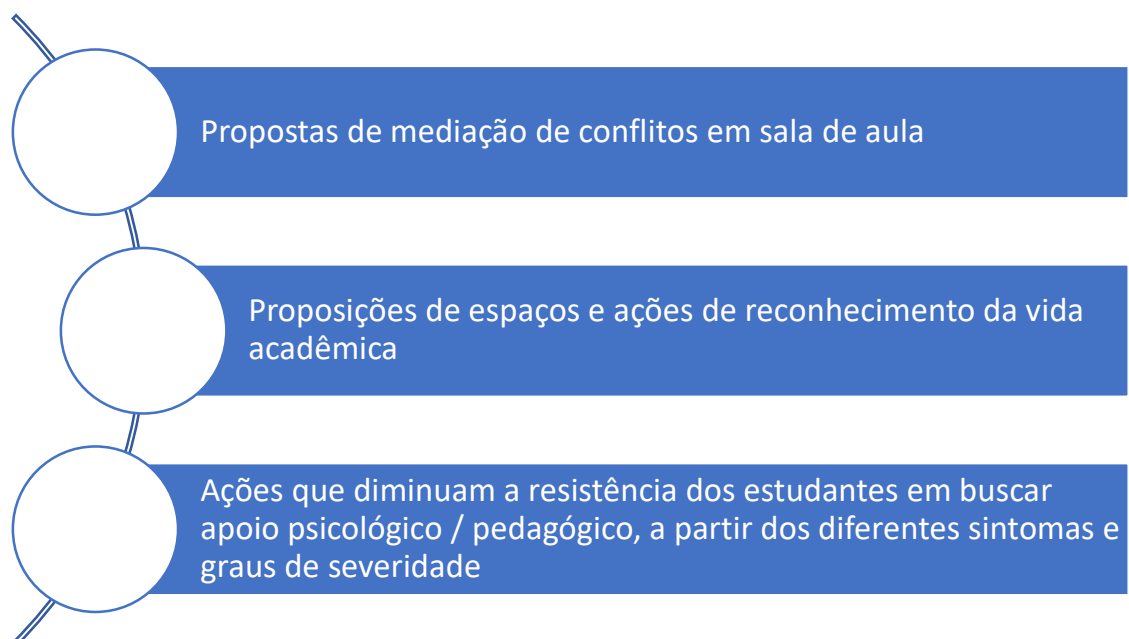 Propostas de mediação de conflitos em sala de aula
Proposições de espaços e ações de reconhecimento da vida
acadêmica
Ações que diminuam a resistência dos estudantes em buscar
apoio psicológico / pedagógico, a partir dos diferentes sintomas e
graus de severidade